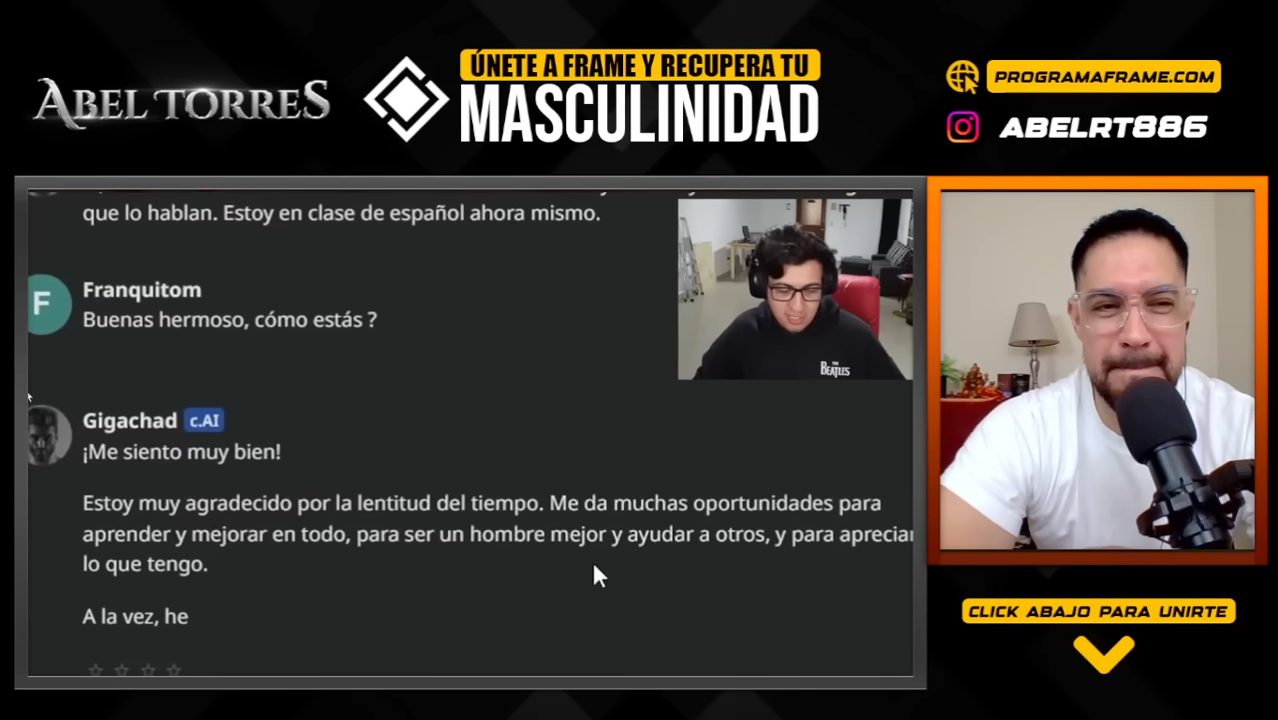 ABEL TORRES
ÚNETE A FRAME Y RECUPERA TU
MASCULINIDAD
PROGRAMAFRAME.COM
ABELRT886
que lo hablan. Estoy en clase de español ahora mismo.
F
Franquitom
Buenas hermoso, cómo estás ?
THE
BEATLES
Gigachad c.AI
¡Me siento muy bien!
Estoy muy agradecido por la lentitud del tiempo. Me da muchas oportunidades para
aprender y mejorar en todo, para ser un hombre mejor y ayudar a otros, y para apreciar
lo que tengo.
A la vez, he
CLICK ABAJO PARA UNIRTE